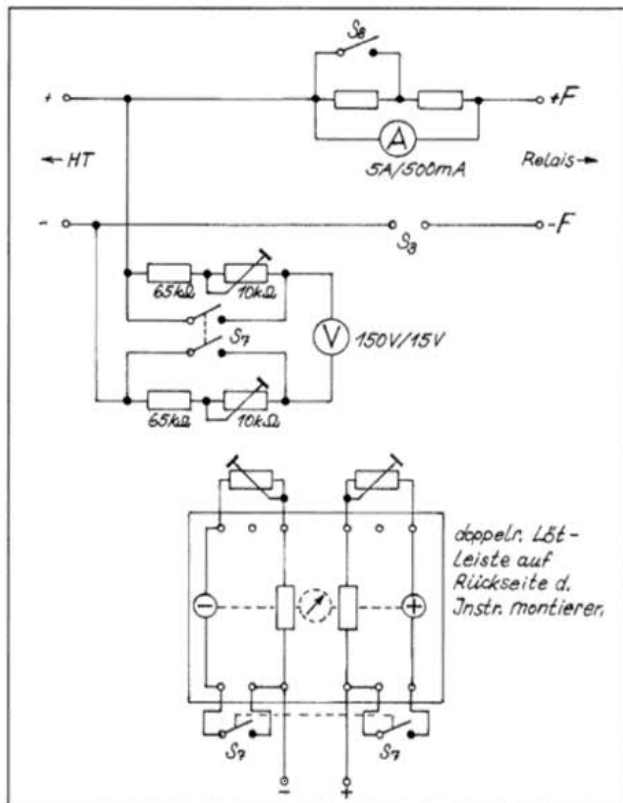 S8
+ +F
A
5A/500mA
← HT Relais →
- -F
S3
65kΩ 10kΩ
S7
V 150V/15V
65kΩ 10kΩ
doppelr. Löt-
Leiste auf
Rückseite d.
Instr. montierer.
- +
S7 S7
- +